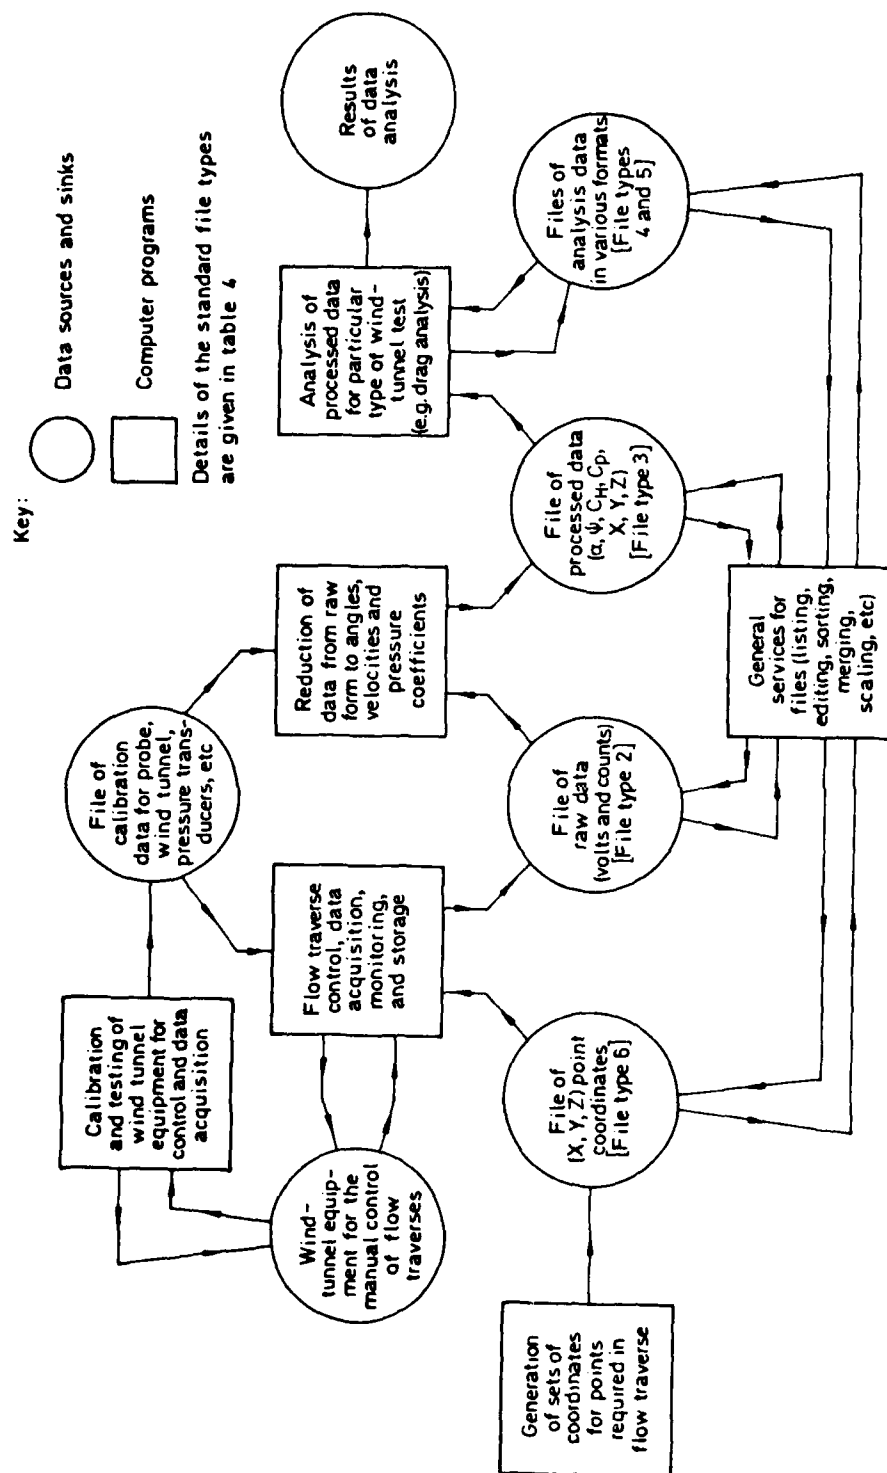 Key:
Data sources and sinks
Computer programs
Details of the standard file types
are given in table 4
Calibration
and testing of
wind tunnel
equipment for
control and data
acquisition
File of
calibration
data for probe,
wind tunnel,
pressure trans-
ducers, etc
Wind-
tunnel equip-
ment for the
manual control
of flow
traverses
Flow traverse
control, data
acquisition,
monitoring,
and storage
Reduction of
data from raw
form to angles,
velocities and
pressure
coefficients
Analysis of
processed data
for particular
type of wind-
tunnel test
(e.g. drag analysis)
Results
of data
analysis
Generation
of sets of
coordinates
for points
required in
flow traverse
File of
(X, Y, Z) point
coordinates
[File type 6]
File of
raw data
(volts and counts)
[File type 2]
File of
processed data
(α, ψ, C_H, C_P,
X, Y, Z)
[File type 3]
Files of
analysis data
in various formats
[File types
4 and 5]
General
services for
files (listing,
editing, sorting,
merging,
scaling, etc)